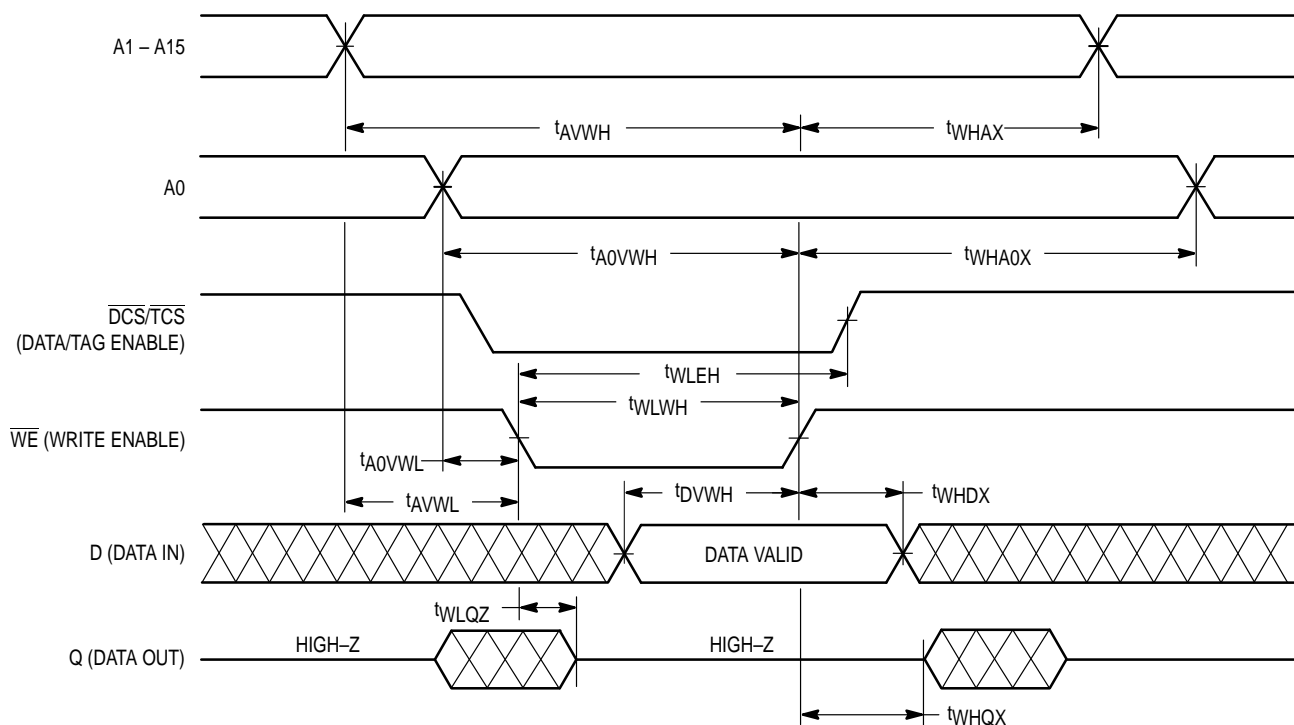 A1 – A15
tAVWH
tWHAX
A0
tA0VWH
tWHA0X
DCS/TCS
(DATA/TAG ENABLE)
tWLEH
tWLWH
WE (WRITE ENABLE)
tA0VWL
tDVWH
tWHDX
tAVWL
D (DATA IN)
DATA VALID
tWLQZ
HIGH–Z
HIGH–Z
Q (DATA OUT)
tWHQX